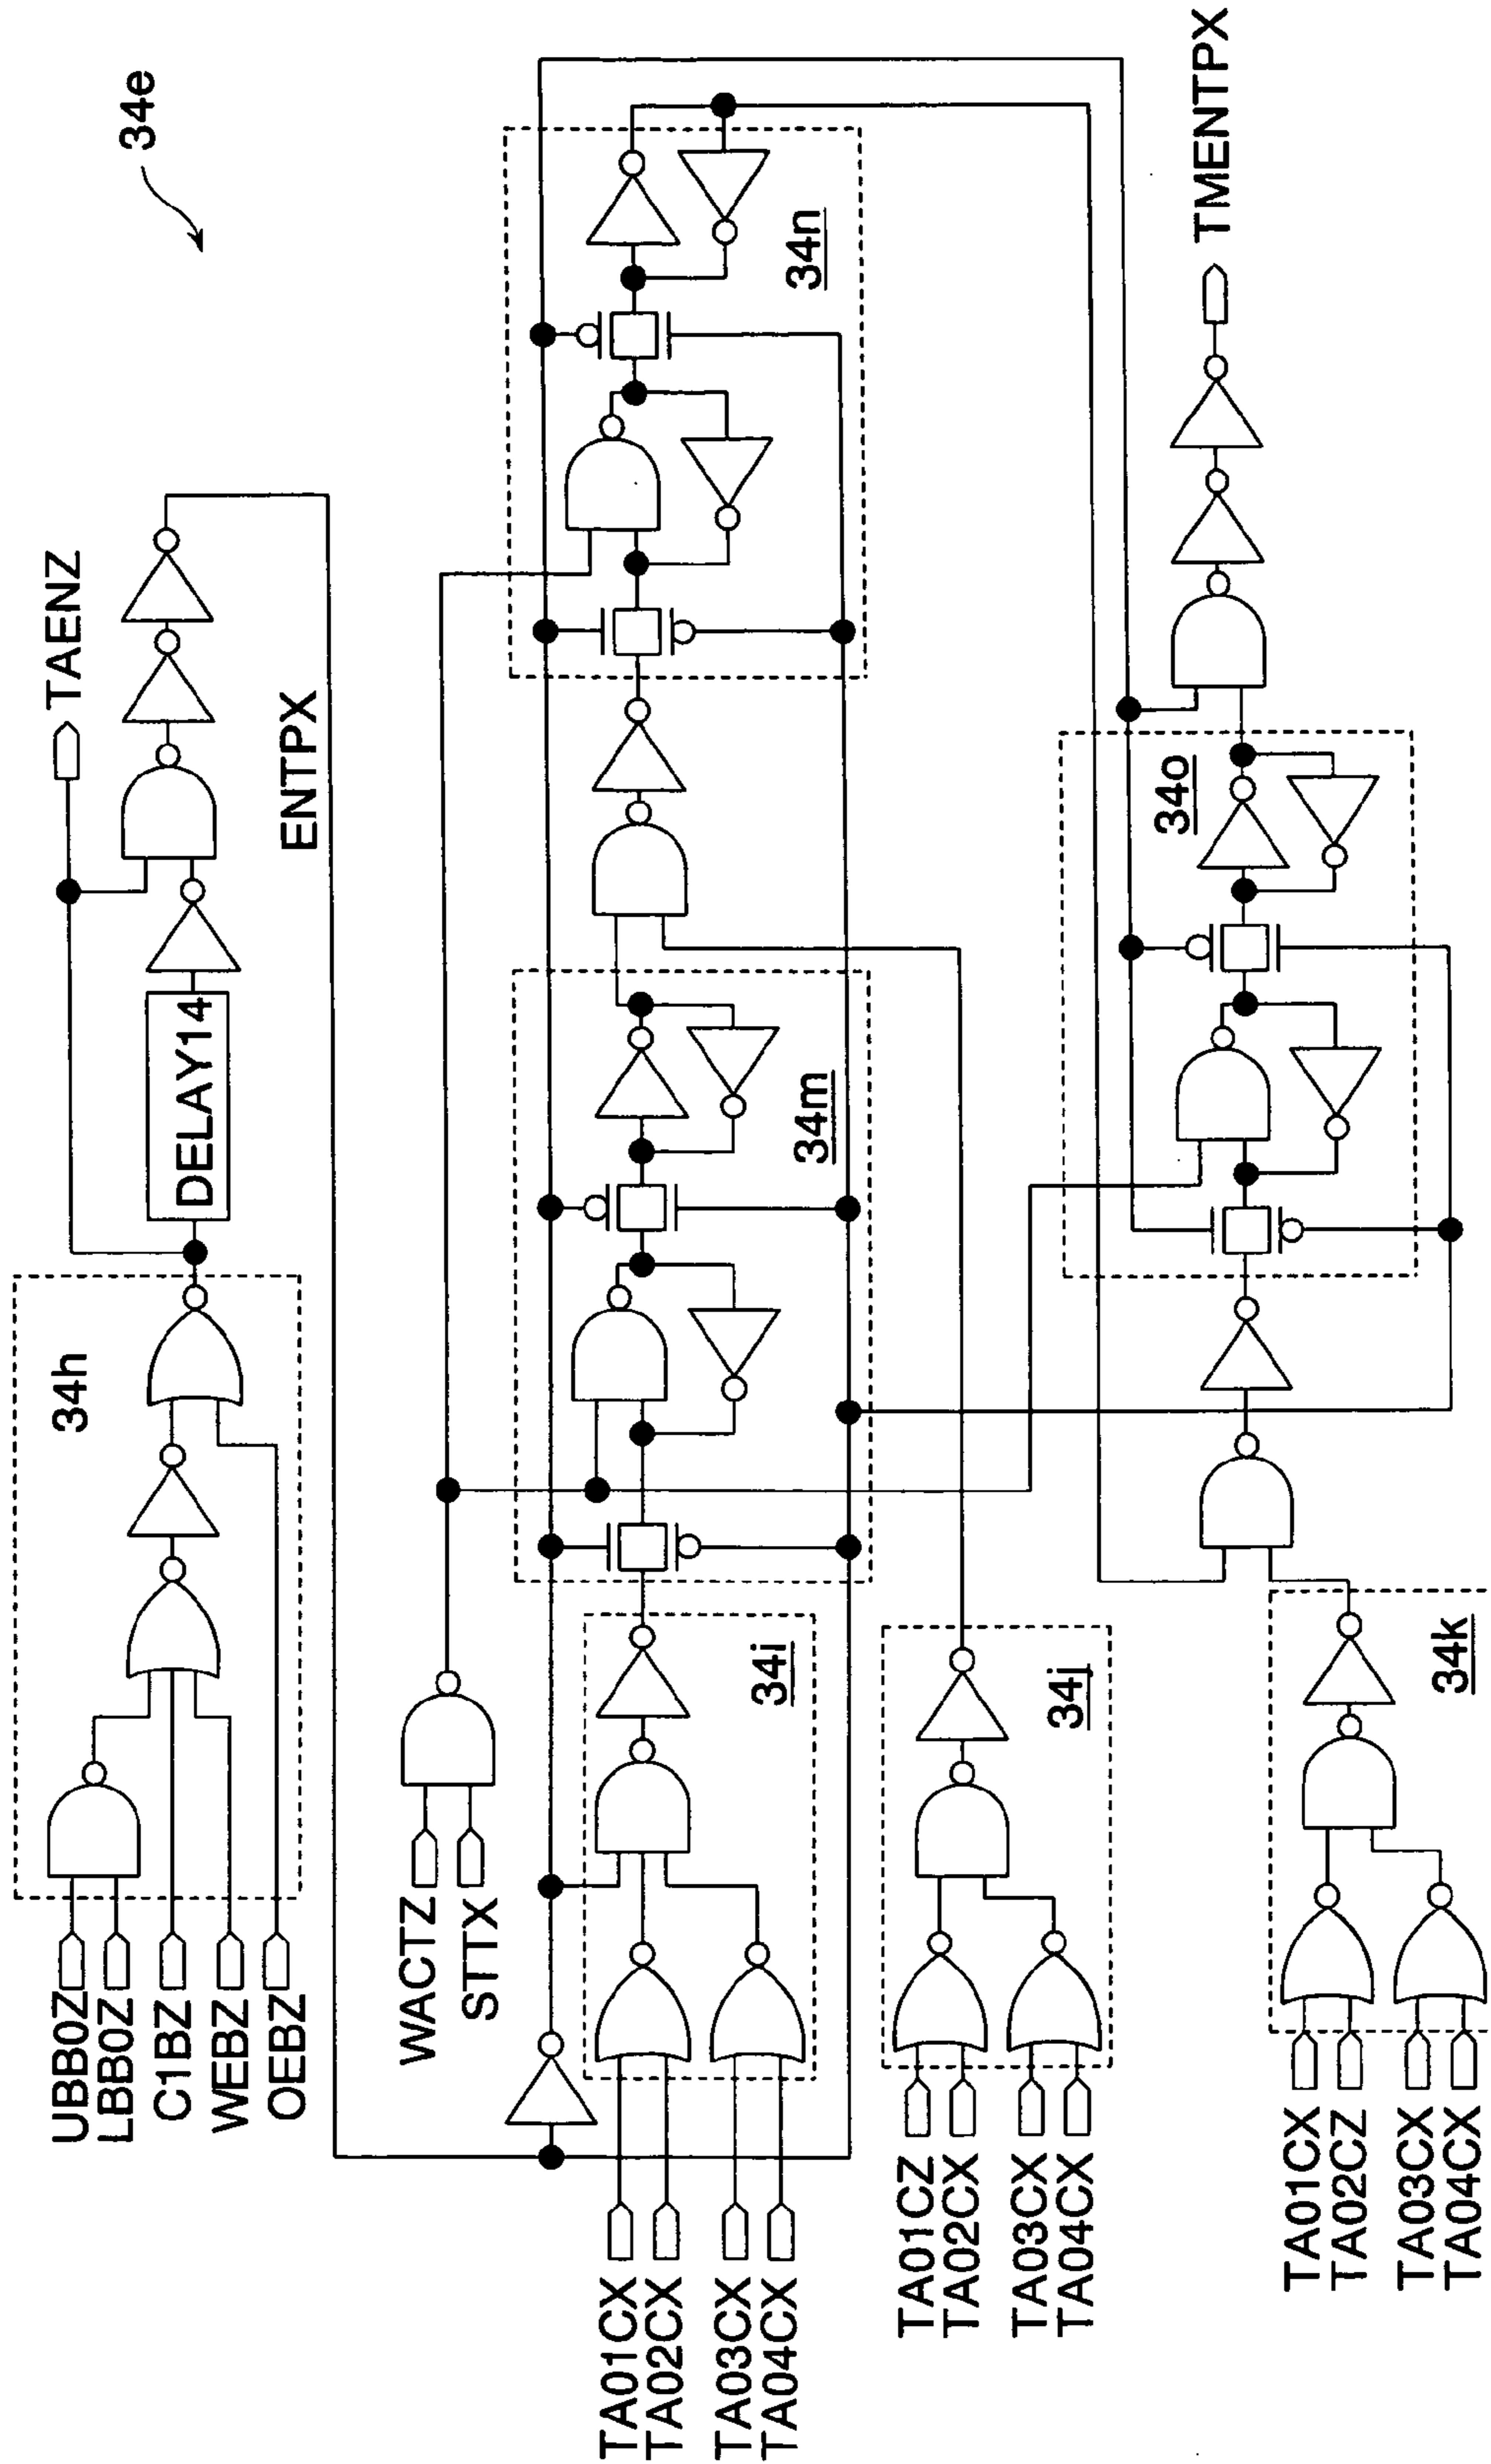 34e
TAENZ
34h
DELAY14
ENTPX
UBB0Z
LBB0Z
C1BZ
WEBZ
OEBZ
WACTZ
STTX
34n
34m
34i
TA01CX
TA02CX
TA03CX
TA04CX
34j
TA01CZ
TA02CX
TA03CX
TA04CX
TMENTPX
34o
34k
TA01CX
TA02CZ
TA03CX
TA04CX